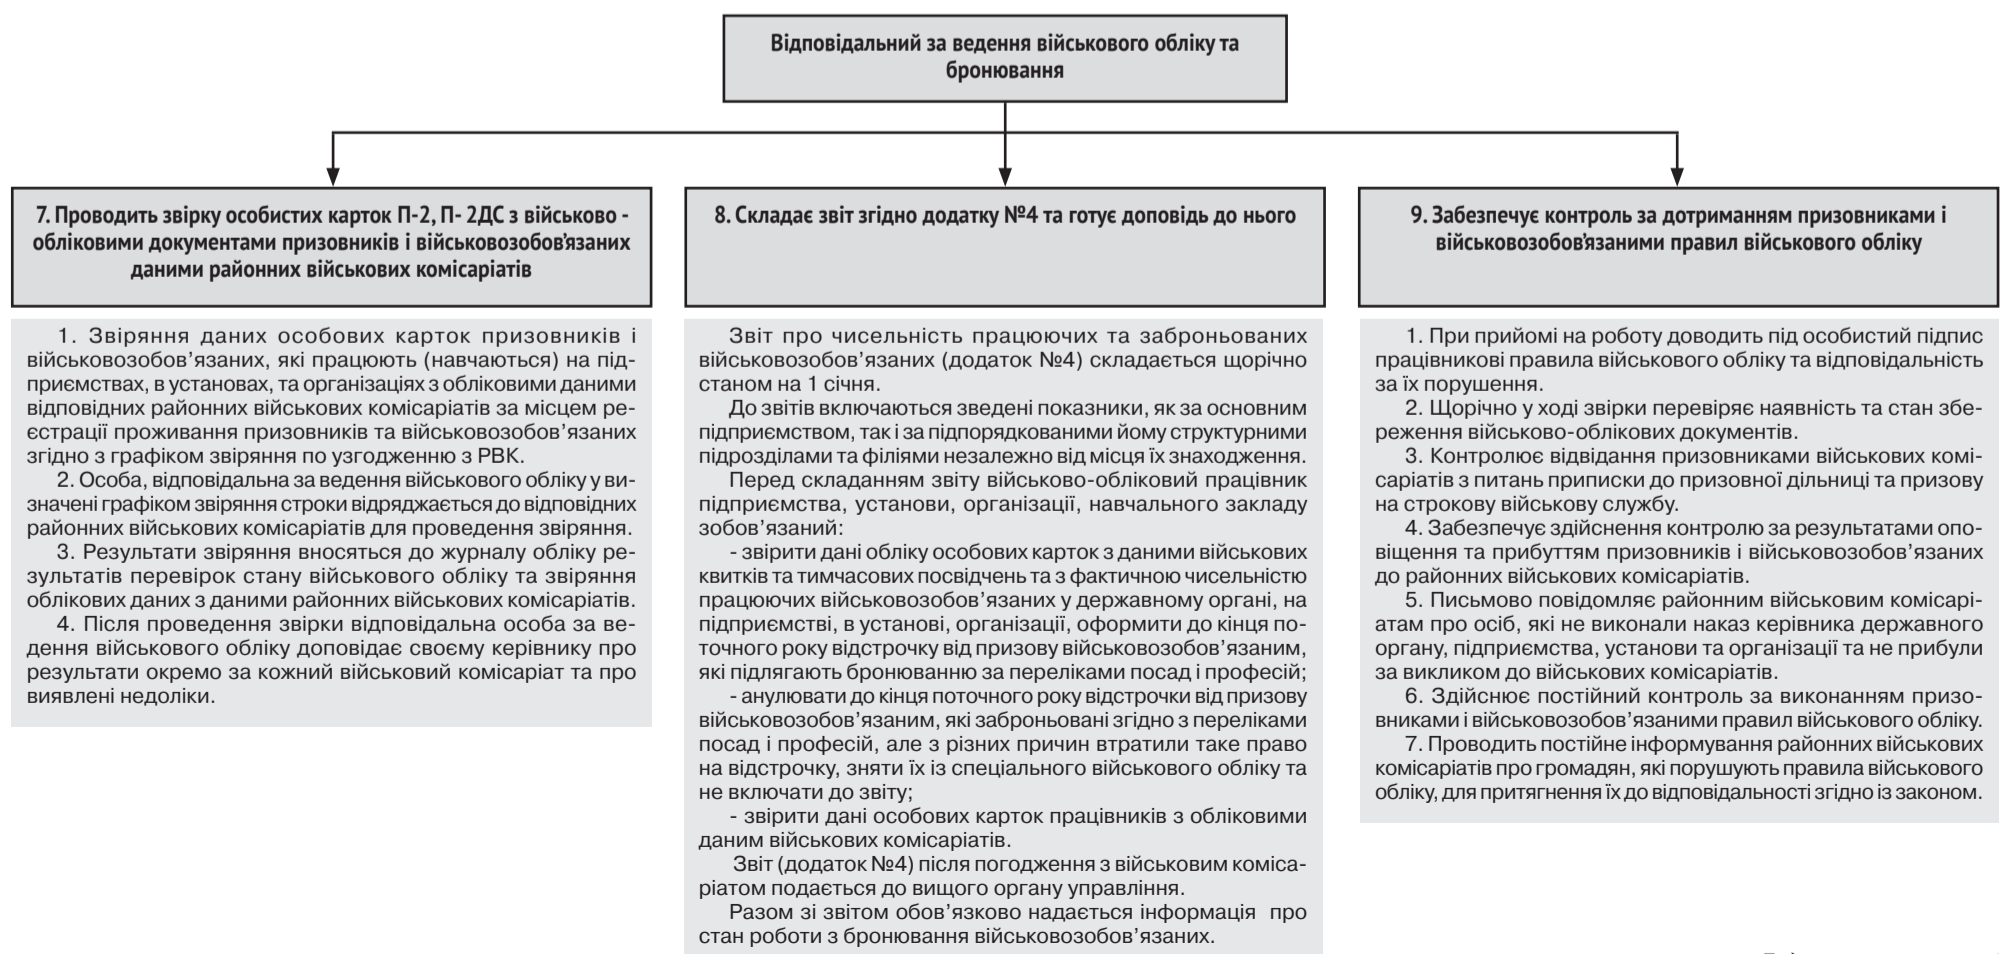 Відповідальний за ведення військового обліку та
бронювання
7. Проводить звірку особистих карток П-2, П- 2ДС з військово -
обліковими документами призовників і військовозобов'язаних
даними районних військових комісаріатів
1. Звіряння даних особових карток призовників і
військовозобов'язаних, які працюють (навчаються) на під-
приємствах, в установах, та організаціях з обліковими даними
відповідних районних військових комісаріатів за місцем ре-
єстрації проживання призовників та військовозобов'язаних
згідно з графіком звіряння по узгодженню з РВК.
2. Особа, відповідальна за ведення військового обліку у ви-
значені графіком звіряння строки відряджається до відповідних
районних військових комісаріатів для проведення звіряння.
3. Результати звіряння вносяться до журналу обліку ре-
зультатів перевірок стану військового обліку та звіряння
облікових даних з даними районних військових комісаріатів.
4. Після проведення звірки відповідальна особа за ве-
дення військового обліку доповідає своєму керівнику про
результати окремо за кожний військовий комісаріат та про
виявлені недоліки.
8. Складає звіт згідно додатку №4 та готує доповідь до нього
Звіт про чисельність працюючих та заброньованих
військовозобов'язаних (додаток №4) складається щорічно
станом на 1 січня.
До звітів включаються зведені показники, як за основним
підприємством, так і за підпорядкованими йому структурними
підрозділами та філіями незалежно від місця їх знаходження.
Перед складанням звіту військово-обліковий працівник
підприємства, установи, організації, навчального закладу
зобов'язаний:
- звірити дані обліку особових карток з даними військових
квитків та тимчасових посвідчень та з фактичною чисельністю
працюючих військовозобов'язаних у державному органі, на
підприємстві, в установі, організації, оформити до кінця по-
точного року відстрочку від призову військовозобов'язаним,
які підлягають бронюванню за переліками посад і професій;
- анулювати до кінця поточного року відстрочки від призову
військовозобов'язаним, які заброньовані згідно з переліками
посад і професій, але з різних причин втратили таке право
на відстрочку, зняти їх із спеціального військового обліку та
не включати до звіту;
- звірити дані особових карток працівників з обліковими
даним військових комісаріатів.
Звіт (додаток №4) після погодження з військовим коміса-
ріатом подається до вищого органу управління.
Разом зі звітом обов'язково надається інформація про
стан роботи з бронювання військовозобов'язаних.
9. Забезпечує контроль за дотриманням призовниками і
військовозобов'язаними правил військового обліку
1. При прийомі на роботу доводить під особистий підпис
працівникові правила військового обліку та відповідальність
за їх порушення.
2. Щорічно у ході звірки перевіряє наявність та стан збе-
реження військово-облікових документів.
3. Контролює відвідання призовниками військових комі-
саріатів з питань приписки до призовної дільниці та призову
на строкову військову службу.
4. Забезпечує здійснення контролю за результатами опо-
віщення та прибуттям призовників і військовозобов'язаних
до районних військових комісаріатів.
5. Письмово повідомляє районним військовим комісарі-
атам про осіб, які не виконали наказ керівника державного
органу, підприємства, установи та організації та не прибули
за викликом до військових комісаріатів.
6. Здійснює постійний контроль за виконанням призо-
вниками і військовозобов'язаними правил військового обліку.
7. Проводить постійне інформування районних військових
комісаріатів про громадян, які порушують правила військового
обліку, для притягнення їх до відповідальності згідно із законом.